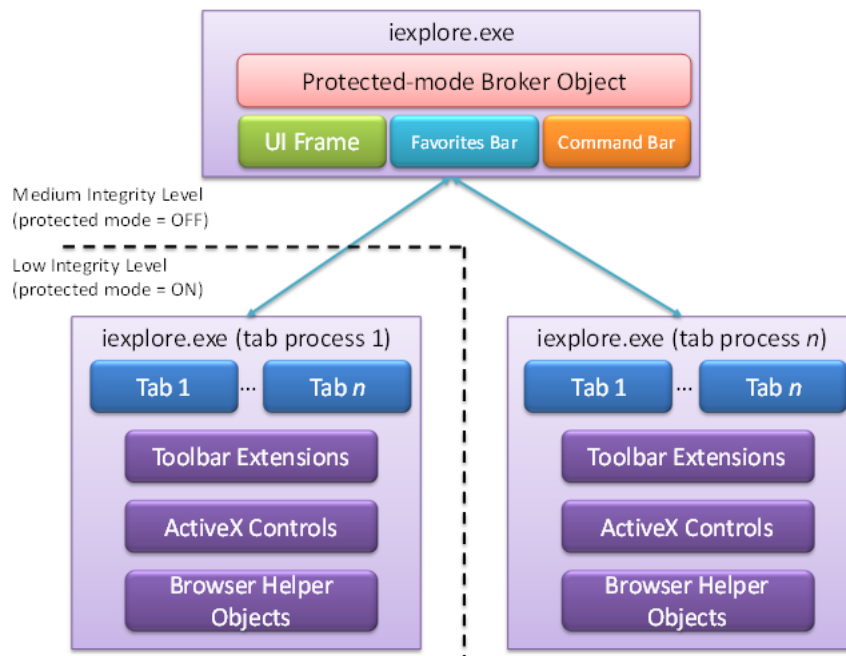 iexplore.exe
Protected-mode Broker Object
UI Frame
Favorites Bar
Command Bar
Medium Integrity Level
(protected mode = OFF)
Low Integrity Level
(protected mode = ON)
iexplore.exe (tab process 1)
Tab 1
...
Tab n
Toolbar Extensions
ActiveX Controls
Browser Helper
Objects
iexplore.exe (tab process n)
Tab 1
...
Tab n
Toolbar Extensions
ActiveX Controls
Browser Helper
Objects